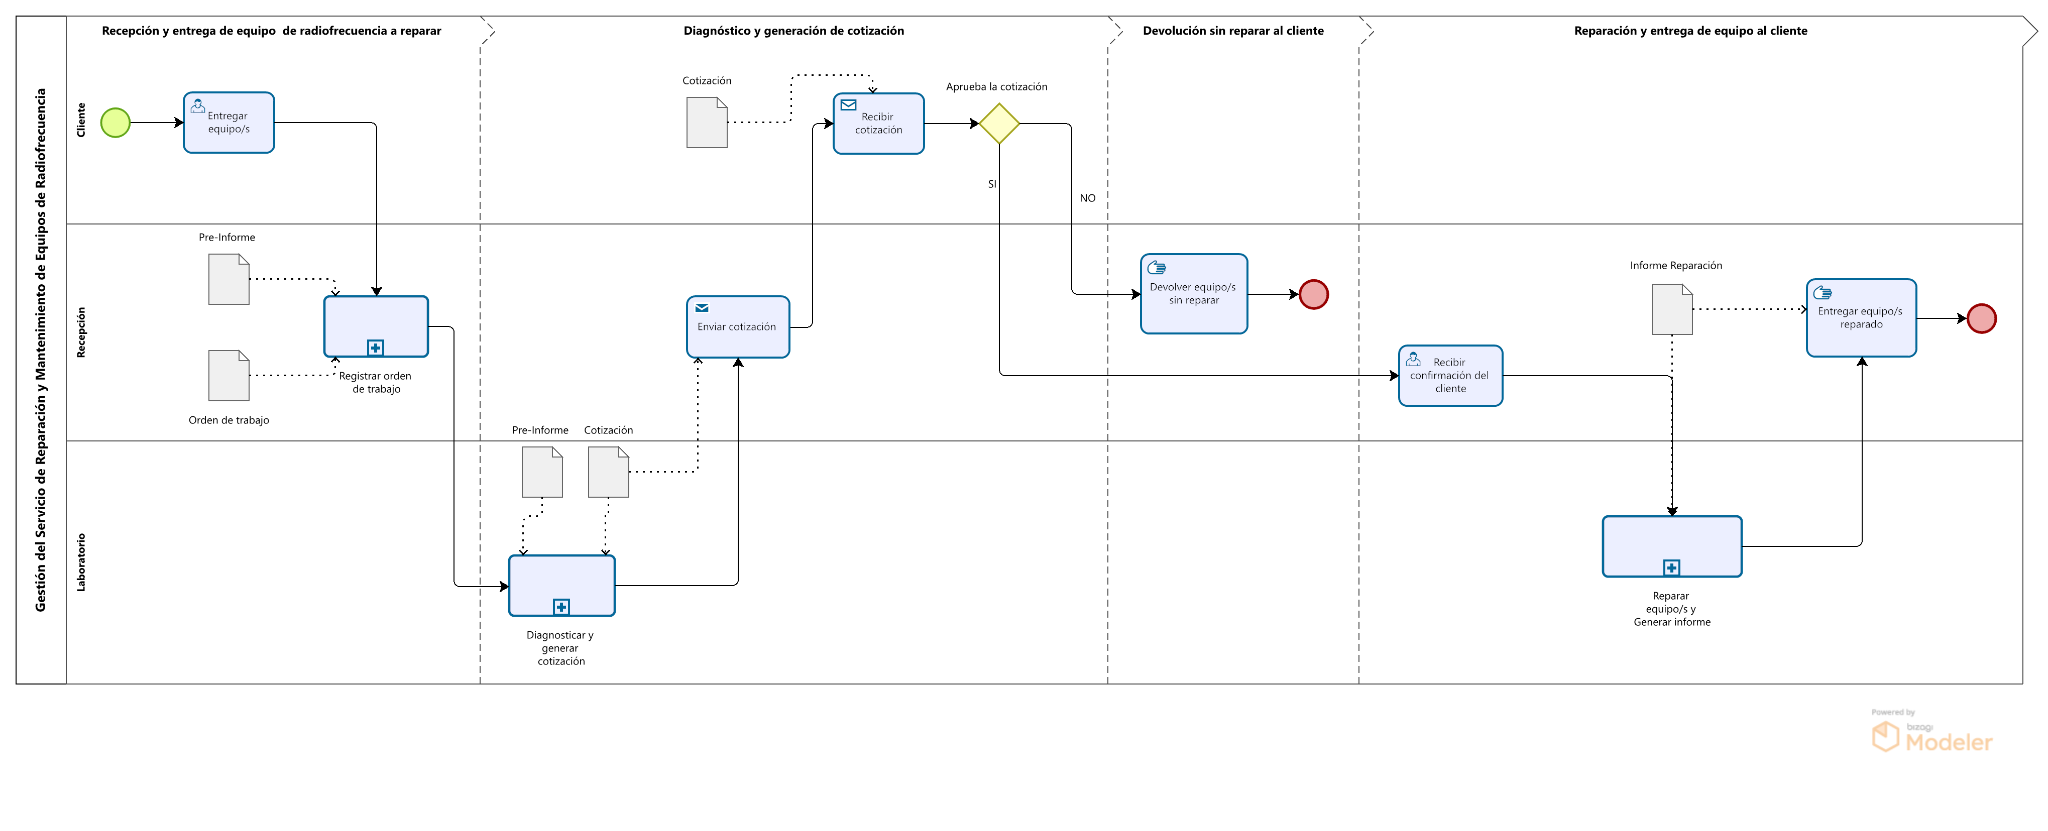 Recepción y entrega de equipo  de radiofrecuencia a reparar
Diagnóstico y generación de cotización
Devolución sin reparar al cliente
Reparación y entrega de equipo al cliente
Gestión del Servicio de Reparación y Mantenimiento de Equipos de Radiofrecuencia
Cliente
Entregar
equipo/s
Cotización
Recibir
cotización
Aprueba la cotización
SI
NO
Recepción
Pre-Informe
Orden de trabajo
Registrar orden
de trabajo
Enviar cotización
Devolver equipo/s
sin reparar
Recibir
confirmación del
cliente
Informe Reparación
Entregar equipo/s
reparado
Laboratorio
Pre-Informe
Cotización
Diagnosticar y
generar
cotización
Reparar
equipo/s y
Generar informe
Powered by
bizagi
Modeler